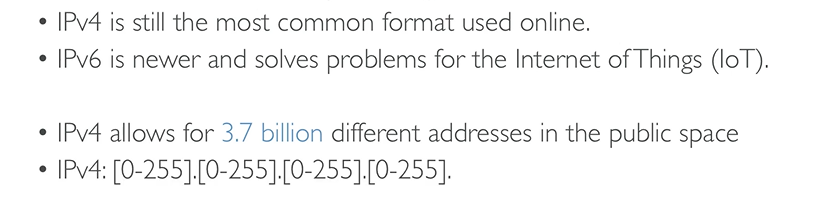 • IPv4 is still the most common format used online.
• IPv6 is newer and solves problems for the Internet of Things (IoT).
• IPv4 allows for 3.7 billion different addresses in the public space
• IPv4: [0-255].[0-255].[0-255].[0-255].